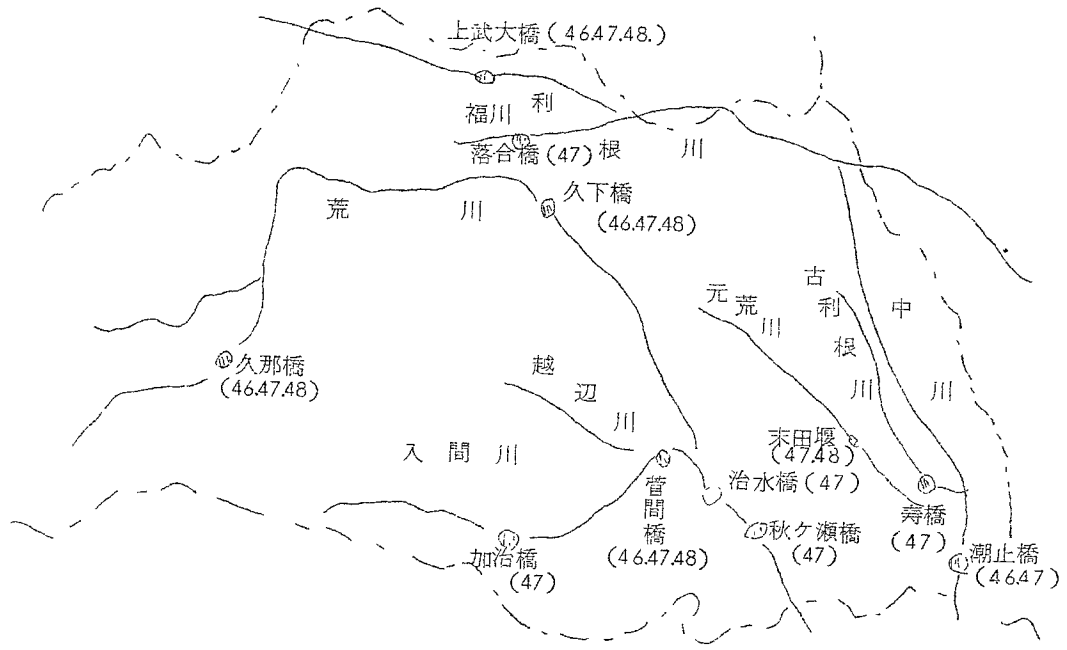 上武大橋(46.47.48.)
福川
利根川
落合橋(47)
久下橋
(46.47.48)
荒川
元荒川
古利根川
中川
久那橋
(46.47.48)
越辺川
入間川
末田堰
(47.48)
治水橋(47)
菅間橋
(46.47.48)
秋ケ瀬橋
(47)
寿橋
(47)
加治橋
(47)
潮止橋
(46.47)